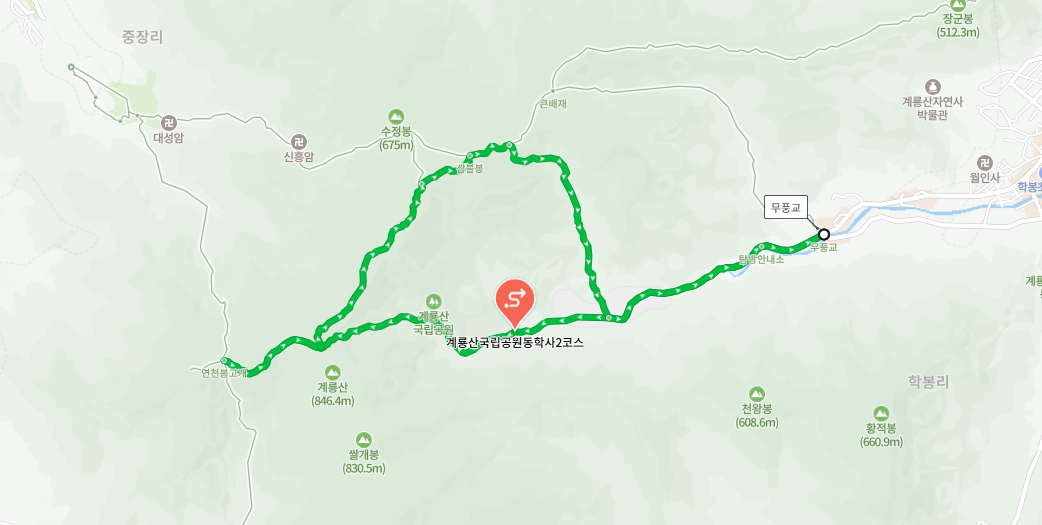 장군봉
(512.3m)
중장리
큰배재
계룡산자연사
박물관
수정봉
(675m)
대성암
신흥암
쌈불봉
월인사
학봉초
무풍교
무풍교
탐방안내소
계룡
계룡산
국립공원
계룡산국립공원동학사2코스
연천봉고개
계룡산
(846.4m)
학봉리
천왕봉
(608.6m)
황적봉
(660.9m)
쌀개봉
(830.5m)